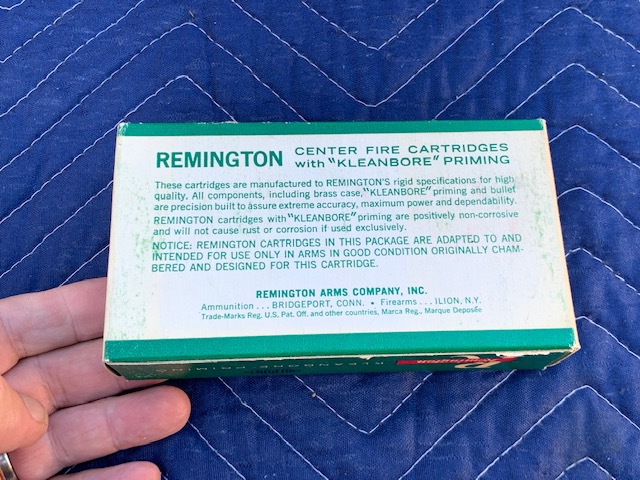 REMINGTON CENTER FIRE CARTRIDGES
with "KLEANBORE" PRIMING
These cartridges are manufactured to REMINGTON'S rigid specifications for high
quality. All components, including brass case, "KLEANBORE" priming and bullet
are precision built to assure extreme accuracy, maximum power and dependability.
REMINGTON cartridges with "KLEANBORE" priming are positively non-corrosive
and will not cause rust or corrosion if used exclusively.
NOTICE: REMINGTON CARTRIDGES IN THIS PACKAGE ARE ADAPTED TO AND
INTENDED FOR USE ONLY IN ARMS IN GOOD CONDITION ORIGINALLY CHAM-
BERED AND DESIGNED FOR THIS CARTRIDGE.
REMINGTON ARMS COMPANY, INC.
Ammunition . . . BRIDGEPORT, CONN. • Firearms . . . ILION, N.Y.
Trade-Marks Reg. U.S. Pat. Off. and other countries, Marca Reg., Marque Deposée
Remington
KLEANBORE PRIMING